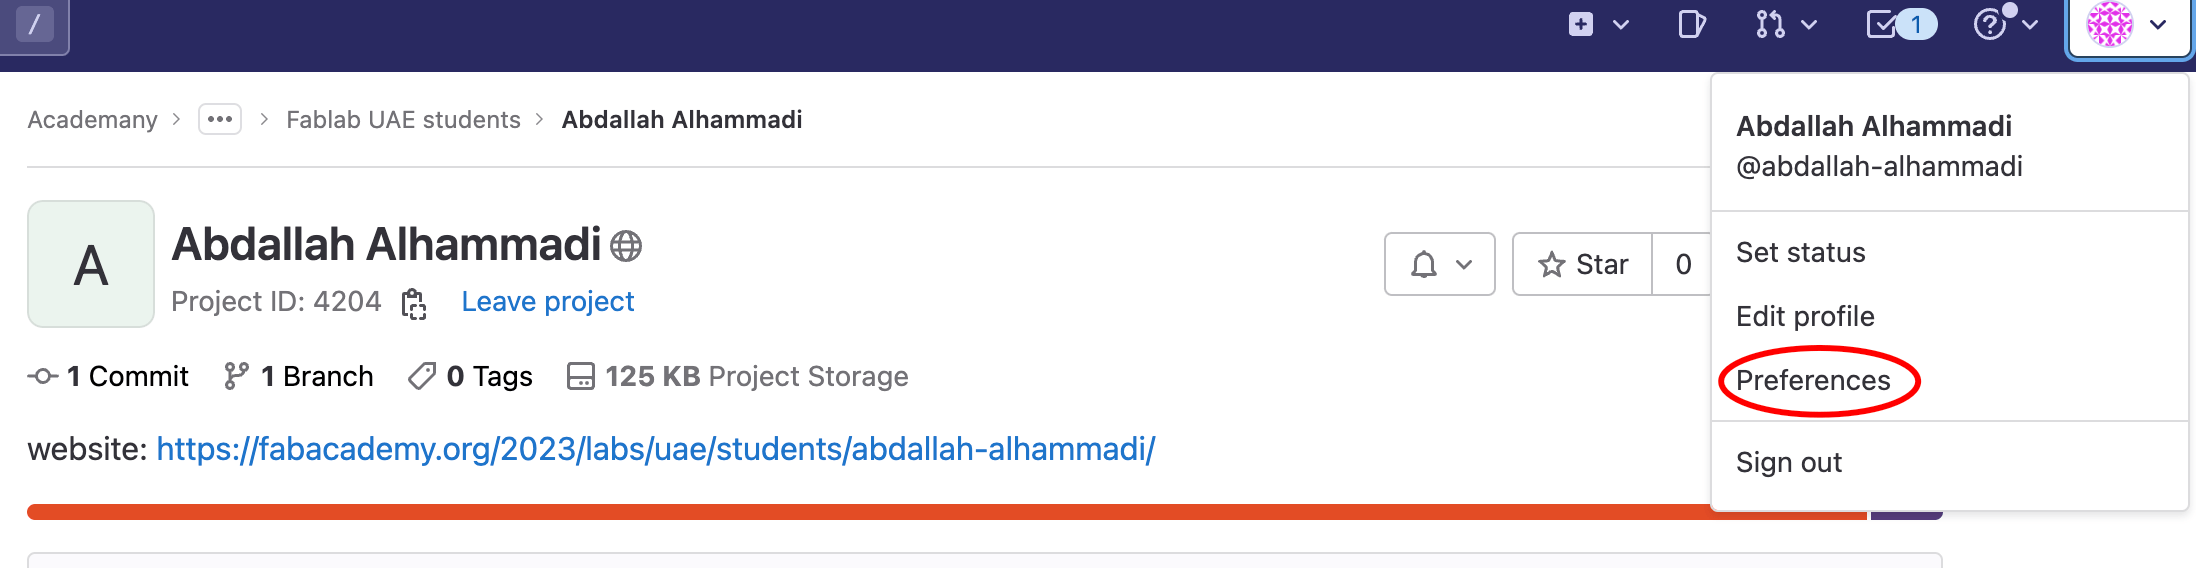 /
1
Academany > ••• > Fablab UAE students > Abdallah Alhammadi
Abdallah Alhammadi
@abdallah-alhammadi
Set status
Edit profile
Preferences
Sign out
A
Abdallah Alhammadi
Project ID: 4204 Leave project
Star 0
1 Commit 1 Branch 0 Tags 125 KB Project Storage
website: https://fabacademy.org/2023/labs/uae/students/abdallah-alhammadi/